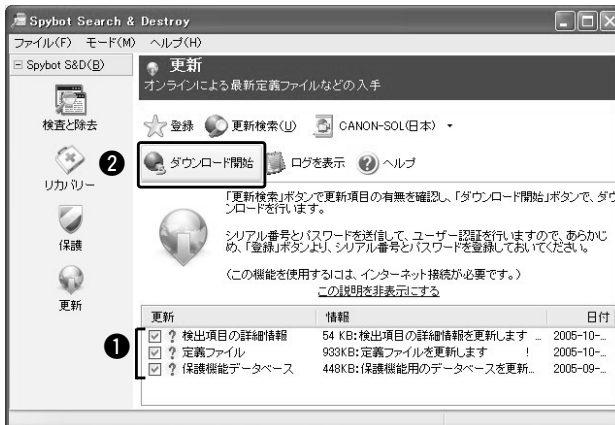 Spybot Search & Destroy
ファイル(F) モード(M) ヘルプ(H)
Spybot S&D(B)
検査と除去
リカバリー
保護
更新
更新
オンラインによる最新定義ファイルなどの入手
登録 更新検索(U) CANON-SOL(日本)
❷
ダウンロード開始 ログを表示 ヘルプ
「更新検索」ボタンで更新項目の有無を確認し、「ダウンロード開始」ボタンで、ダウ
ンロードを行います。
シリアル番号とパスワードを送信して、ユーザー認証を行いますので、あらかじ
め、「登録」ボタンより、シリアル番号とパスワードを登録しておいてください。
(この機能を使用するには、インターネット接続が必要です。)
この説明を非表示にする
更新 情報 日付
❶
? 検出項目の詳細情報 54 KB:検出項目の詳細情報を更新します ... 2005-10-...
? 定義ファイル 933KB:定義ファイルを更新します ! 2005-10-...
? 保護機能データベース 448KB:保護機能用のデータベースを更新... 2005-09-...